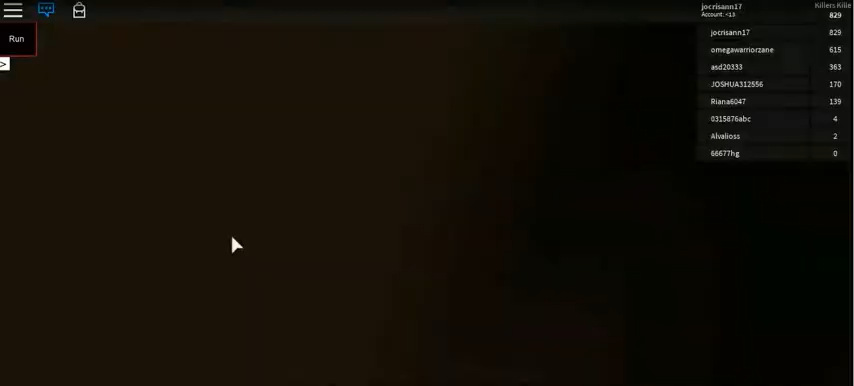 jocrisann17
Account: <13
Killers Kille
829
Run
>
jocrisann17 829
omegawarriorzane 615
asd20333 363
JOSHUA312556 170
Riana6047 139
0315876abc 4
Alvalioss 2
66677hg 0